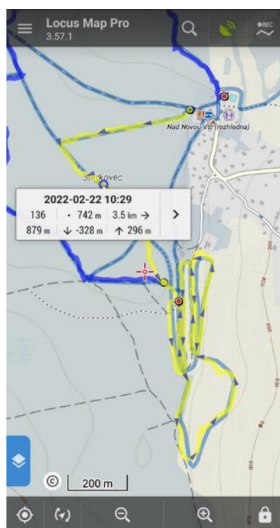 Locus Map Pro
3.57.1
REC
Nad Novou Vsí (rozhledna)
2022-02-22 10:29
136 742 m 3.5 km →
879 m ↓ -328 m ↑ 296 m
200 m